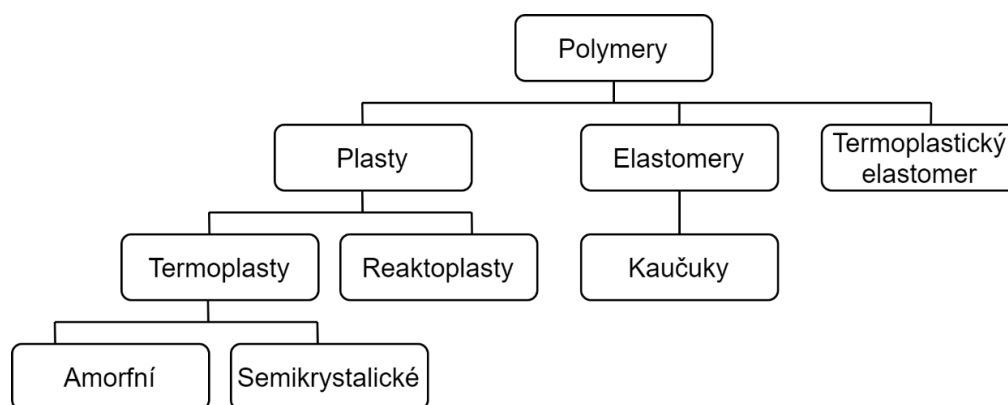 Polymery
Plasty
Elastomery
Termoplastický
elastomer
Termoplasty
Reaktoplasty
Kaučuky
Amorfní
Semikrystalické